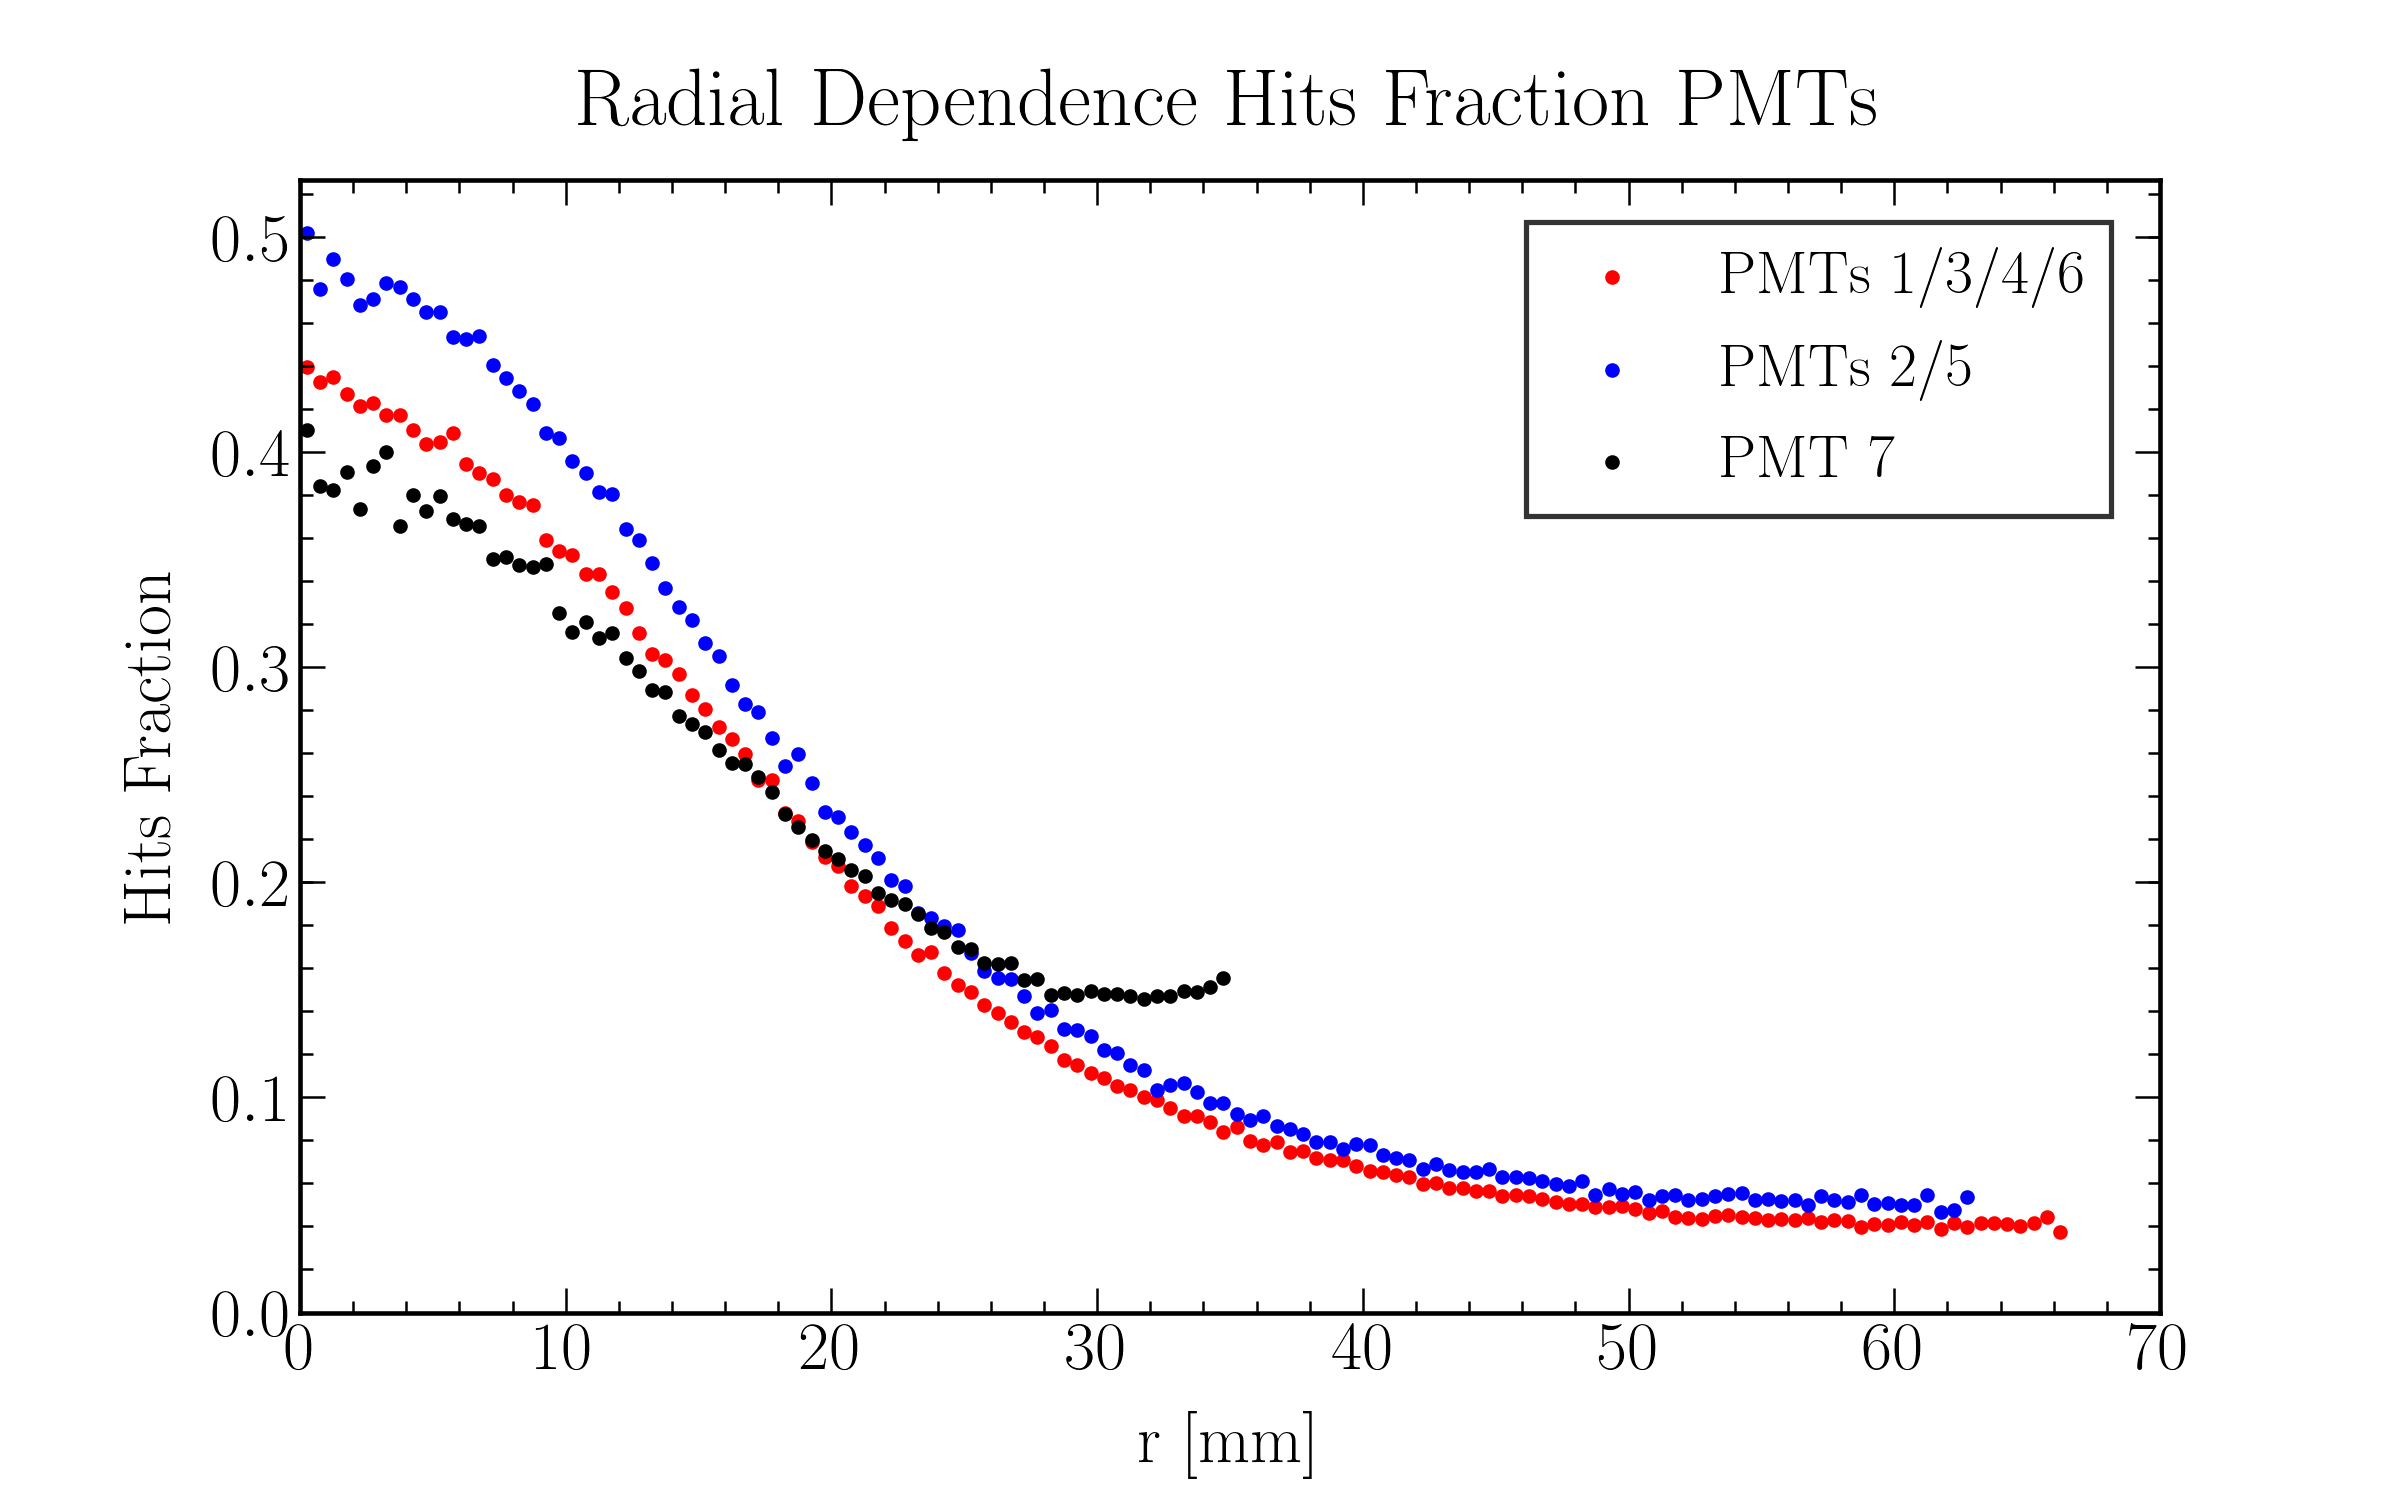 Radial Dependence Hits Fraction PMTs
PMTs 1/3/4/6
PMTs 2/5
PMT 7
Hits Fraction
0.5
0.4
0.3
0.2
0.1
0.0
0 10 20 30 40 50 60 70
r [mm]